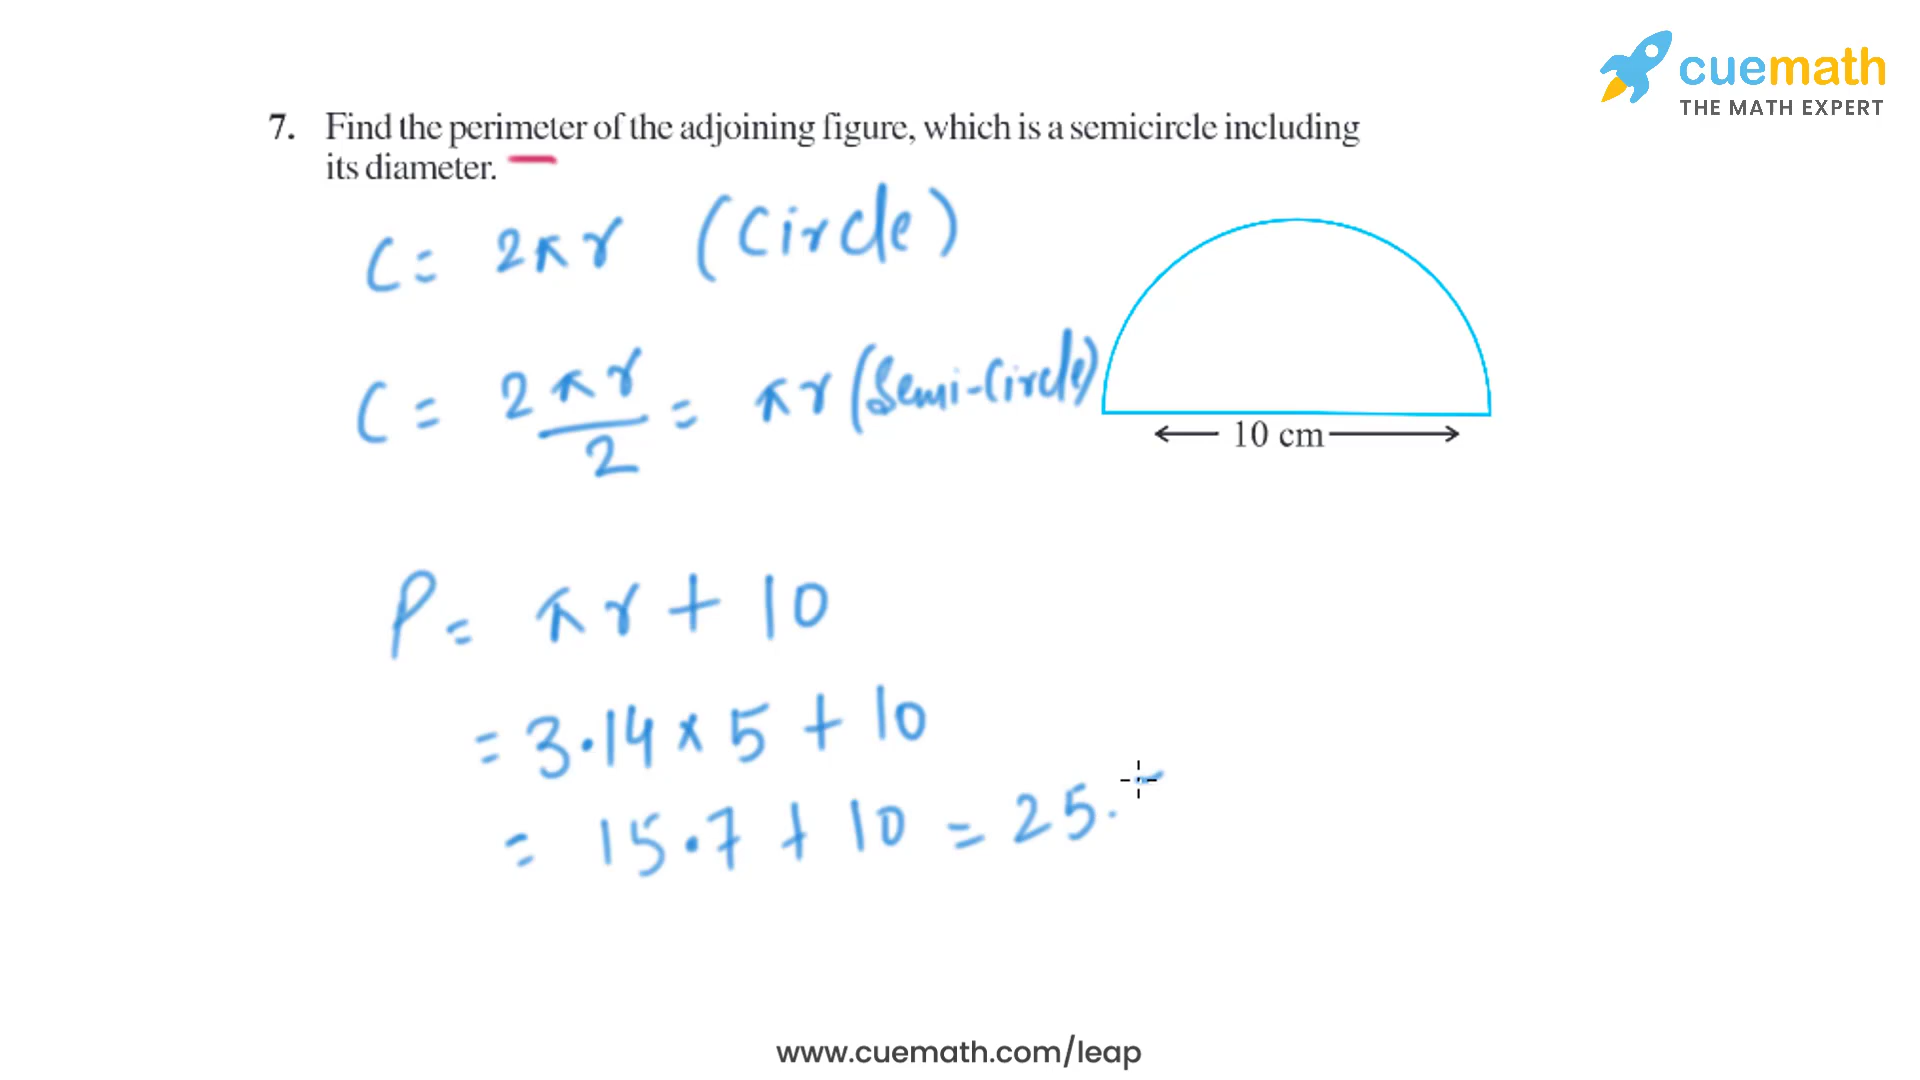 cuemath
THE MATH EXPERT
7. Find the perimeter of the adjoining figure, which is a semicircle including
its diameter.
C = 2πr (Circle)
C = 2πr/2 = πr (Semi-Circle)
10 cm
P = πr + 10
= 3.14 × 5 + 10
= 15.7 + 10 = 25.
www.cuemath.com/leap